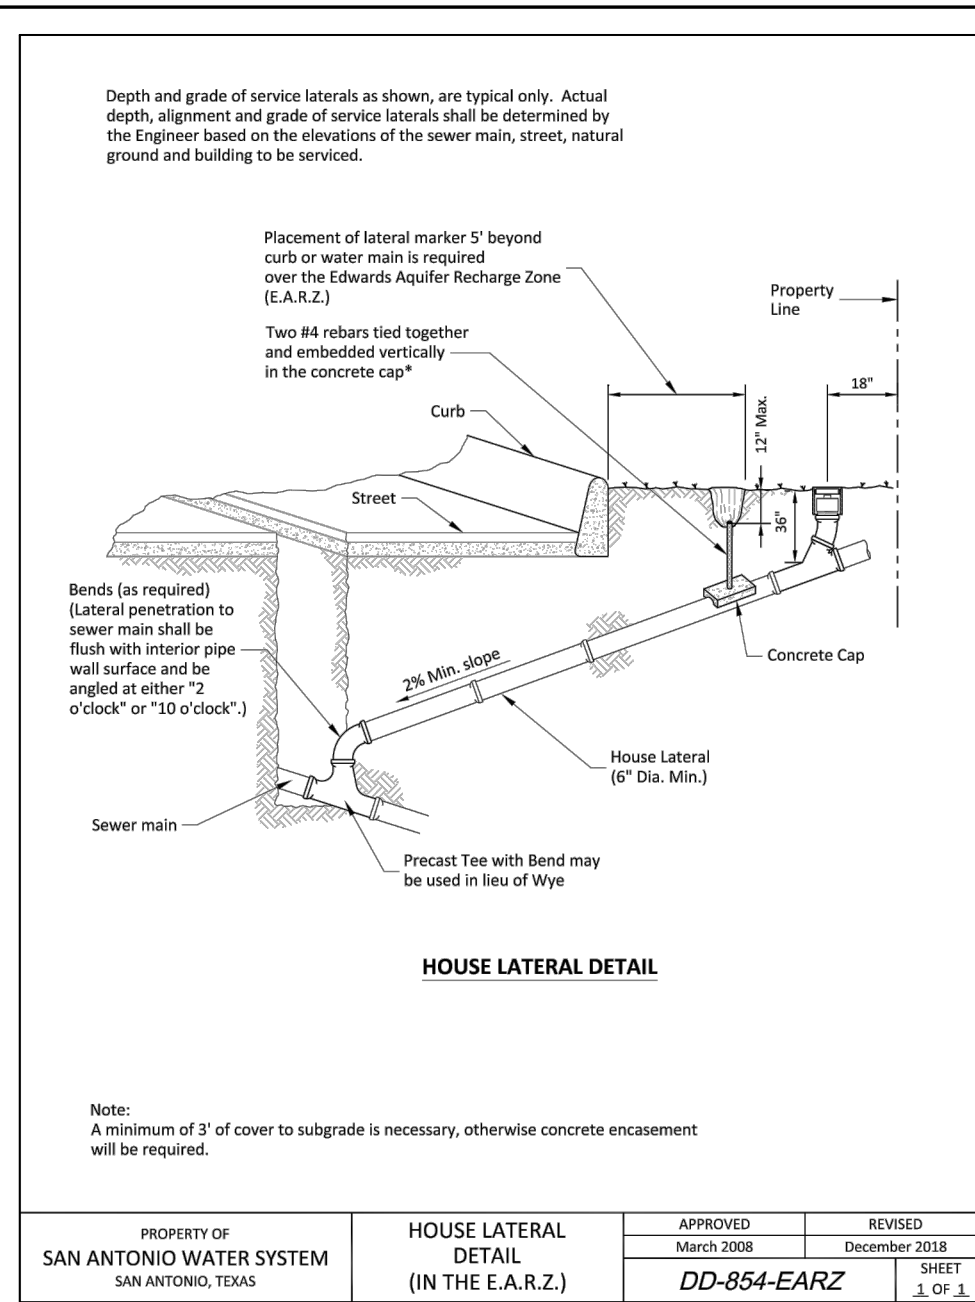 Depth and grade of service laterals as shown, are typical only.  Actual
depth, alignment and grade of service laterals shall be determined by
the Engineer based on the elevations of the sewer main, street, natural
ground and building to be serviced.
Placement of lateral marker 5' beyond
curb or water main is required
over the Edwards Aquifer Recharge Zone
(E.A.R.Z.)
Property
Line
Two #4 rebars tied together
and embedded vertically
in the concrete cap*
18"
12" Max.
Curb
Street
36"
Bends (as required)
(Lateral penetration to
sewer main shall be
flush with interior pipe
wall surface and be
angled at either "2
o'clock" or "10 o'clock".)
2% Min. slope
Concrete Cap
House Lateral
(6" Dia. Min.)
Sewer main
Precast Tee with Bend may
be used in lieu of Wye
HOUSE LATERAL DETAIL
Note:
A minimum of 3' of cover to subgrade is necessary, otherwise concrete encasement
will be required.
PROPERTY OF
SAN ANTONIO WATER SYSTEM
SAN ANTONIO, TEXAS
HOUSE LATERAL
DETAIL
(IN THE E.A.R.Z.)
APPROVED
March 2008
REVISED
December 2018
DD-854-EARZ
SHEET
1 OF 1